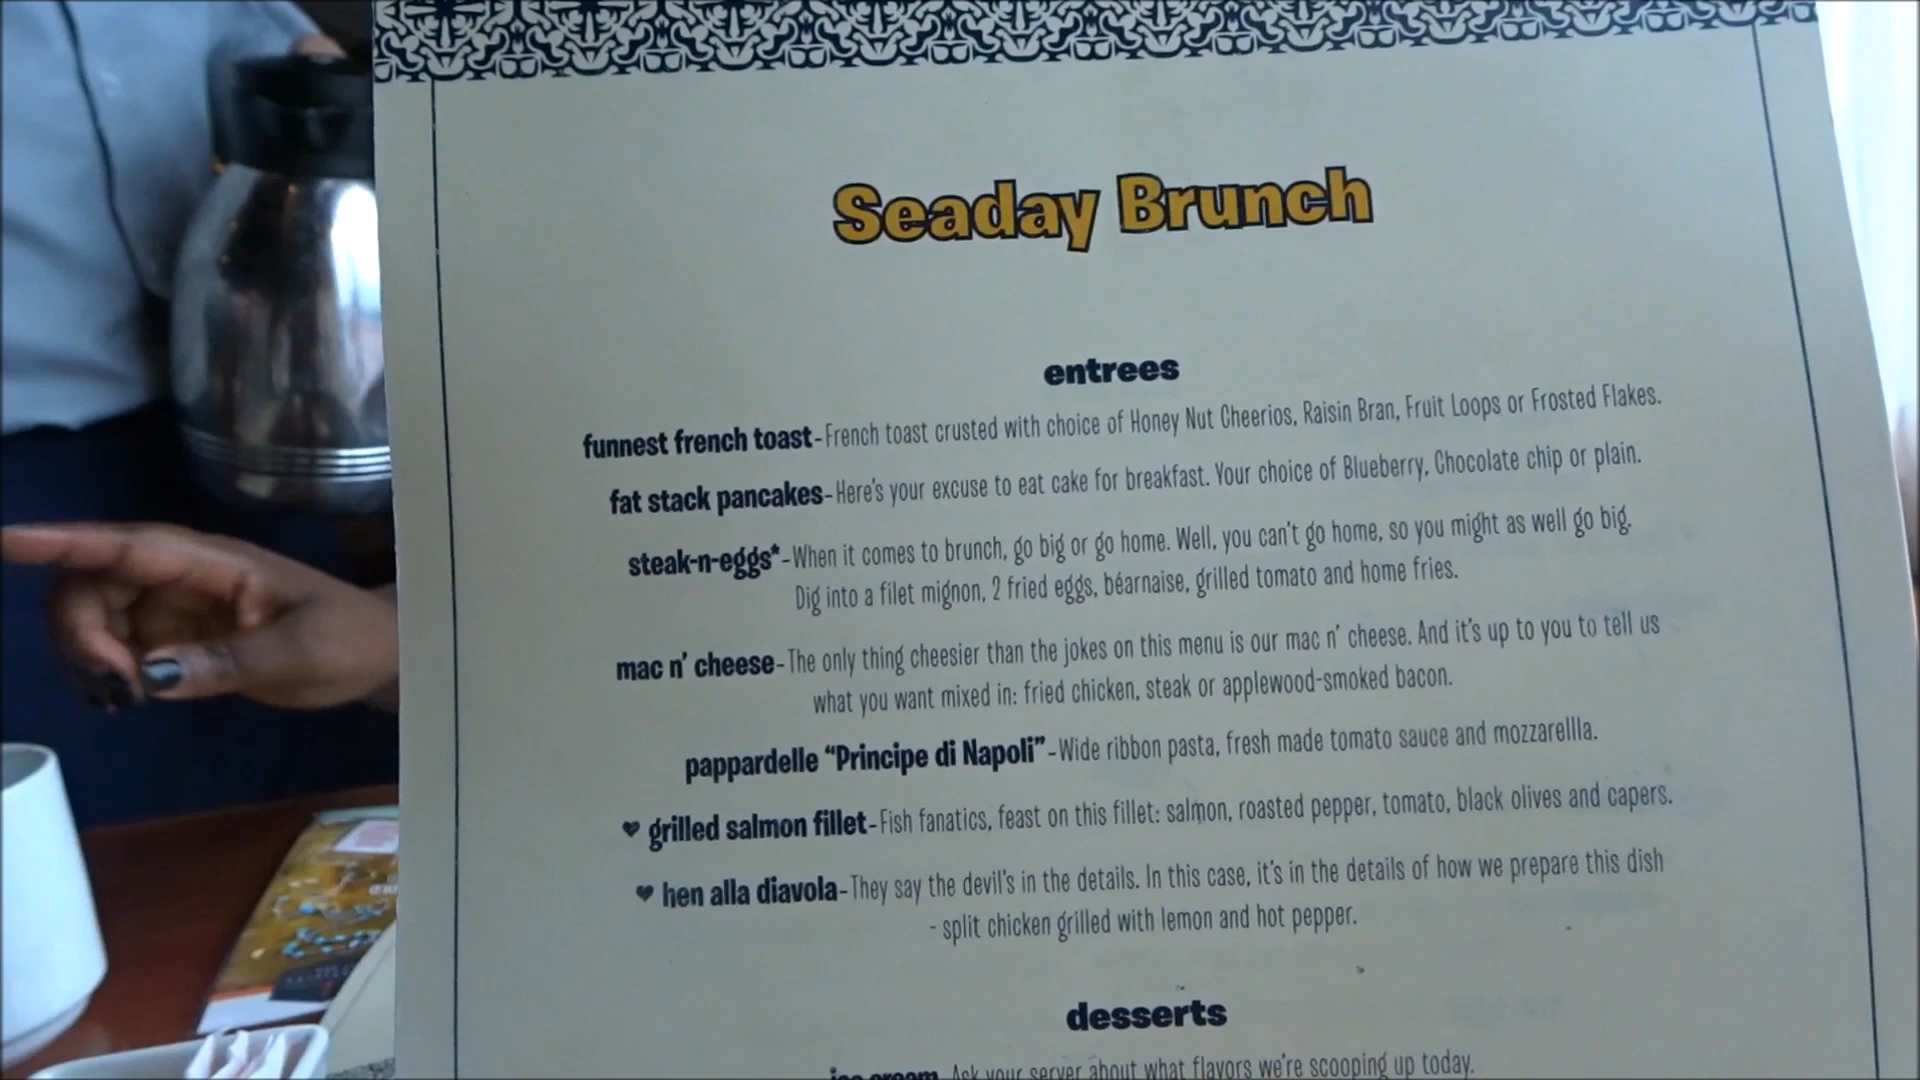 Seaday Brunch
entrees
funnest french toast-French toast crusted with choice of Honey Nut Cheerios, Raisin Bran, Fruit Loops or Frosted Flakes.
fat stack pancakes-Here's your excuse to eat cake for breakfast. Your choice of Blueberry, Chocolate chip or plain.
steak-n-eggs*-When it comes to brunch, go big or go home. Well, you can't go home, so you might as well go big.
Dig into a filet mignon, 2 fried eggs, béarnaise, grilled tomato and home fries.
mac n' cheese-The only thing cheesier than the jokes on this menu is our mac n' cheese. And it's up to you to tell us
what you want mixed in: fried chicken, steak or applewood-smoked bacon.
pappardelle “Principe di Napoli”-Wide ribbon pasta, fresh made tomato sauce and mozzarellla.
♥ grilled salmon fillet-Fish fanatics, feast on this fillet: salmon, roasted pepper, tomato, black olives and capers.
♥ hen alla diavola-They say the devil's in the details. In this case, it's in the details of how we prepare this dish
- split chicken grilled with lemon and hot pepper.
desserts
ice cream Ask your server about what flavors we're scooping up today.